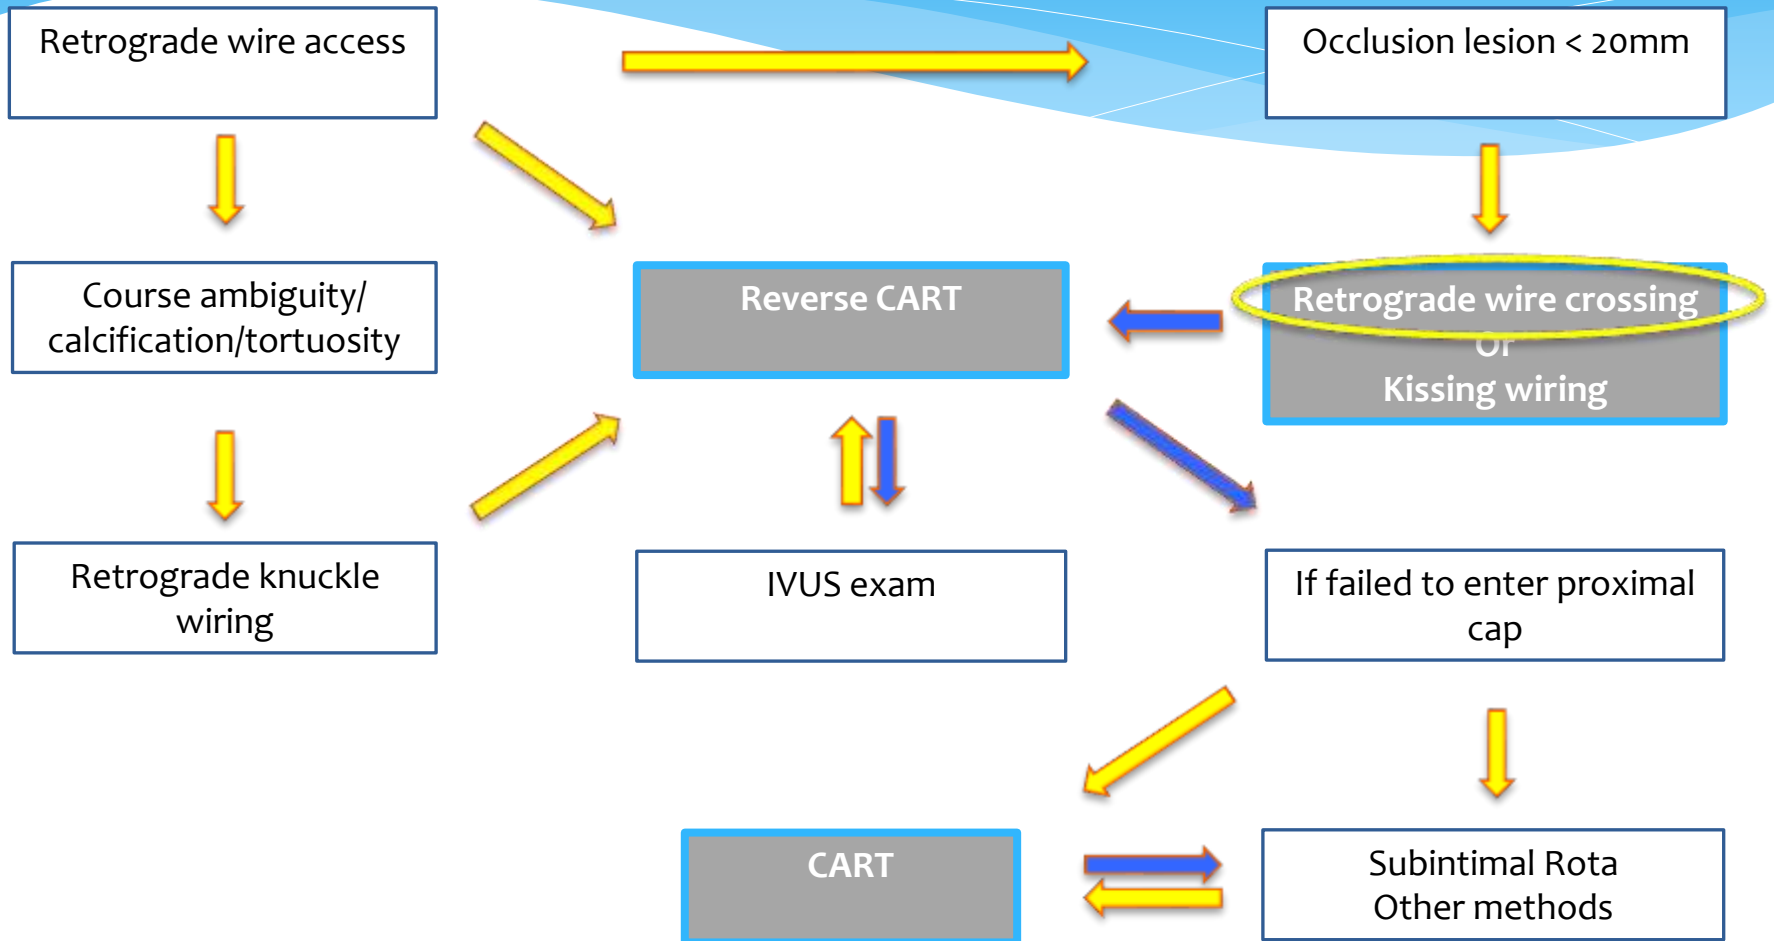 Retrograde wire access
Occlusion lesion < 20mm
Course ambiguity/
calcification/tortuosity
Reverse CART
Retrograde wire crossing
Or
Kissing wiring
Retrograde knuckle
wiring
IVUS exam
If failed to enter proximal
cap
CART
Subintimal Rota
Other methods